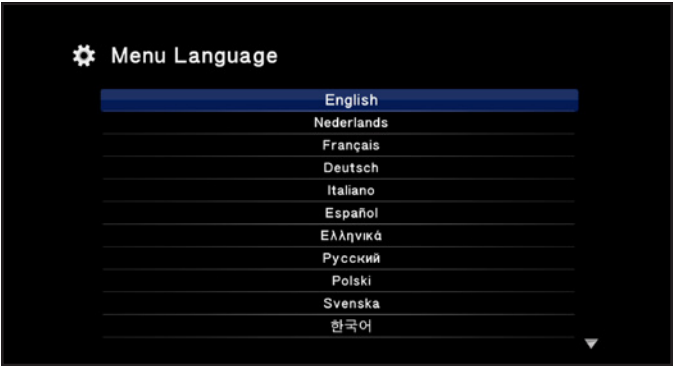 Menu Language
English
Nederlands
Français
Deutsch
Italiano
Español
Ελληνικά
Русский
Polski
Svenska
한국어